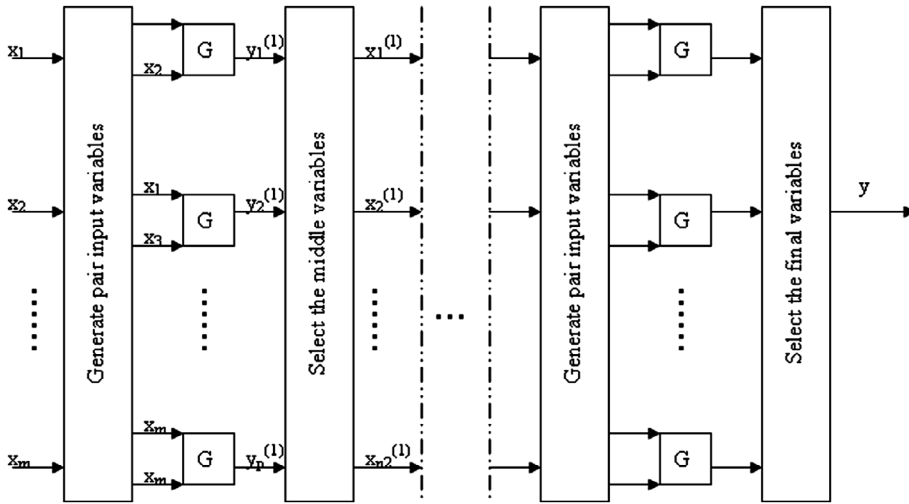 x₁
x₂
xₘ
Generate pair input variables
x₂
G
x₁
x₃
G
xₘ
xₘ
G
y₁⁽¹⁾
y₂⁽¹⁾
yₚ⁽¹⁾
Select the middle variables
x₁⁽¹⁾
x₂⁽¹⁾
xₙ₂⁽¹⁾
Generate pair input variables
G
G
G
Select the final variables
y